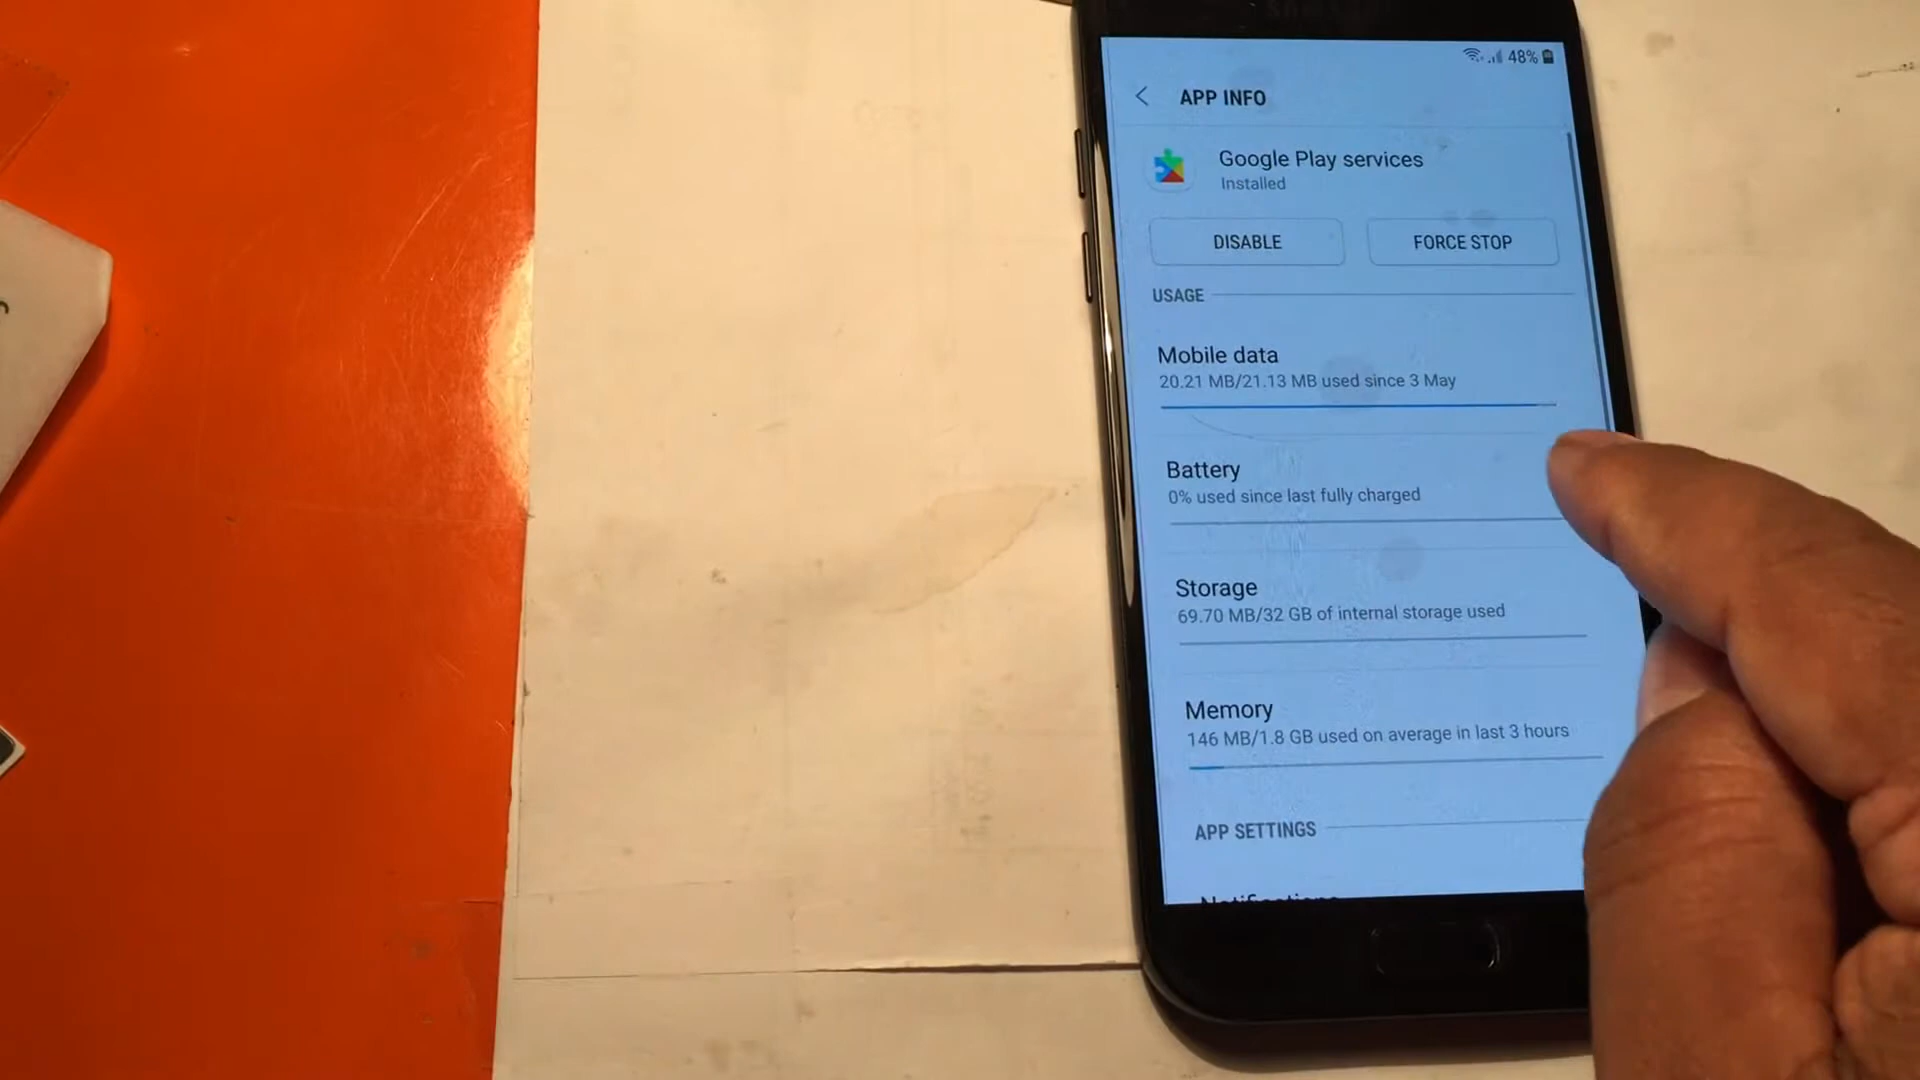 SAMSUNG
48%
APP INFO
Google Play services
Installed
DISABLE
FORCE STOP
USAGE
Mobile data
20.21 MB/21.13 MB used since 3 May
Battery
0% used since last fully charged
Storage
69.70 MB/32 GB of internal storage used
Memory
146 MB/1.8 GB used on average in last 3 hours
APP SETTINGS
Notifications